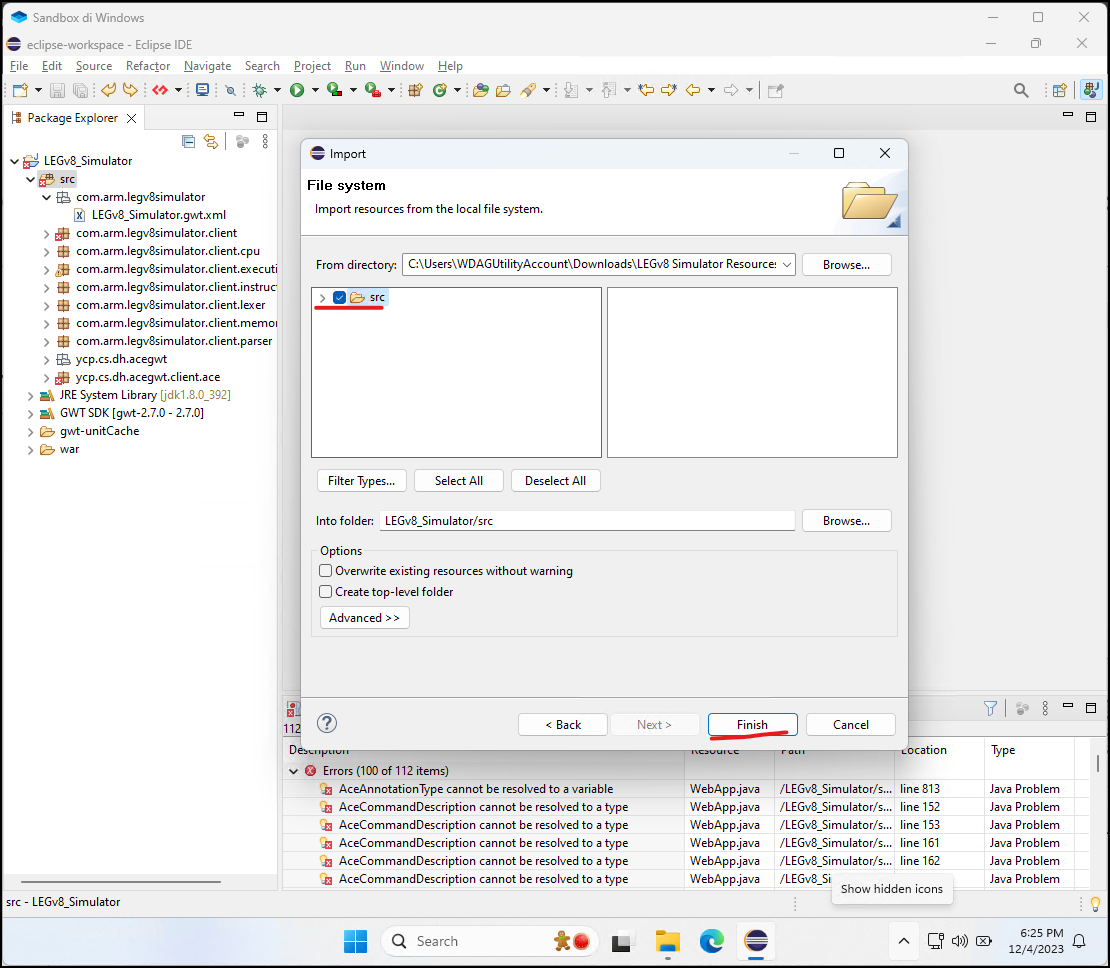 Sandbox di Windows
eclipse-workspace - Eclipse IDE
File Edit Source Refactor Navigate Search Project Run Window Help
Package Explorer
LEGv8_Simulator
src
com.arm.legv8simulator
LEGv8_Simulator.gwt.xml
com.arm.legv8simulator.client
com.arm.legv8simulator.client.cpu
com.arm.legv8simulator.client.executi
com.arm.legv8simulator.client.instruc
com.arm.legv8simulator.client.lexer
com.arm.legv8simulator.client.memo
com.arm.legv8simulator.client.parser
ycp.cs.dh.acegwt
ycp.cs.dh.acegwt.client.ace
JRE System Library [jdk1.8.0_392]
GWT SDK [gwt-2.7.0 - 2.7.0]
gwt-unitCache
war
Import
File system
Import resources from the local file system.
From directory: C:\Users\WDAGUtilityAccount\Downloads\LEGv8 Simulator Resources Browse...
src
Filter Types... Select All Deselect All
Into folder: LEGv8_Simulator/src Browse...
Options
Overwrite existing resources without warning
Create top-level folder
Advanced >>
? < Back Next > Finish Cancel
112
Description Resource Path Location Type
Errors (100 of 112 items)
AceAnnotationType cannot be resolved to a variable WebApp.java /LEGv8_Simulator/s... line 813 Java Problem
AceCommandDescription cannot be resolved to a type WebApp.java /LEGv8_Simulator/s... line 152 Java Problem
AceCommandDescription cannot be resolved to a type WebApp.java /LEGv8_Simulator/s... line 153 Java Problem
AceCommandDescription cannot be resolved to a type WebApp.java /LEGv8_Simulator/s... line 161 Java Problem
AceCommandDescription cannot be resolved to a type WebApp.java /LEGv8_Simulator/s... line 162 Java Problem
AceCommandDescription cannot be resolved to a type WebApp.java /LEGv8_Si Java Problem
Show hidden icons
src - LEGv8_Simulator
Search
6:25 PM
12/4/2023